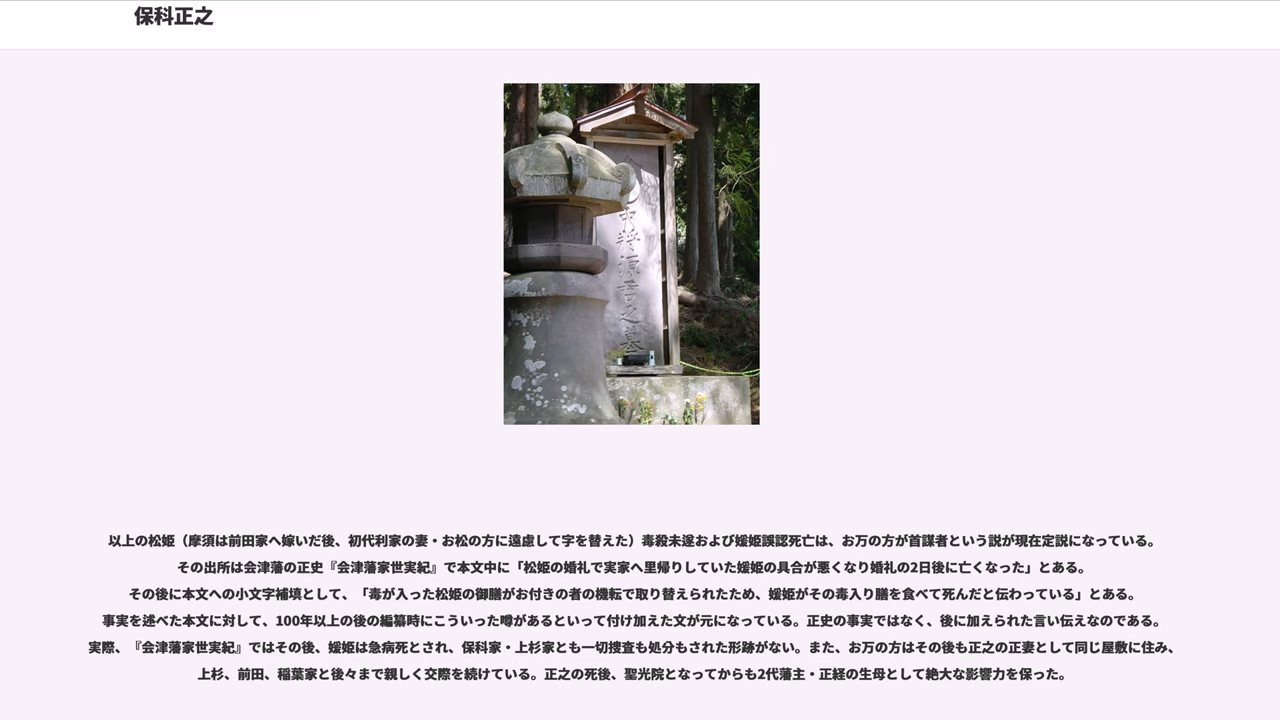 保科正之
中将源君之墓
以上の松姫（摩須は前田家へ嫁いだ後、初代利家の妻・お松の方に遠慮して字を替えた）毒殺未遂および媛姫誤認死亡は、お万の方が首謀者という説が現在定説になっている。
その出所は会津藩の正史『会津藩家世実紀』で本文中に「松姫の婚礼で実家へ里帰りしていた媛姫の具合が悪くなり婚礼の2日後に亡くなった」とある。
その後に本文への小文字補填として、「毒が入った松姫の御膳がお付きの者の機転で取り替えられたため、媛姫がその毒入り膳を食べて死んだと伝わっている」とある。
事実を述べた本文に対して、100年以上の後の編纂時にこういった噂があるといって付け加えた文が元になっている。正史の事実ではなく、後に加えられた言い伝えなのである。
実際、『会津藩家世実紀』ではその後、媛姫は急病死とされ、保科家・上杉家とも一切捜査も処分もされた形跡がない。また、お万の方はその後も正之の正妻として同じ屋敷に住み、
上杉、前田、稲葉家と後々まで親しく交際を続けている。正之の死後、聖光院となってからも2代藩主・正経の生母として絶大な影響力を保った。